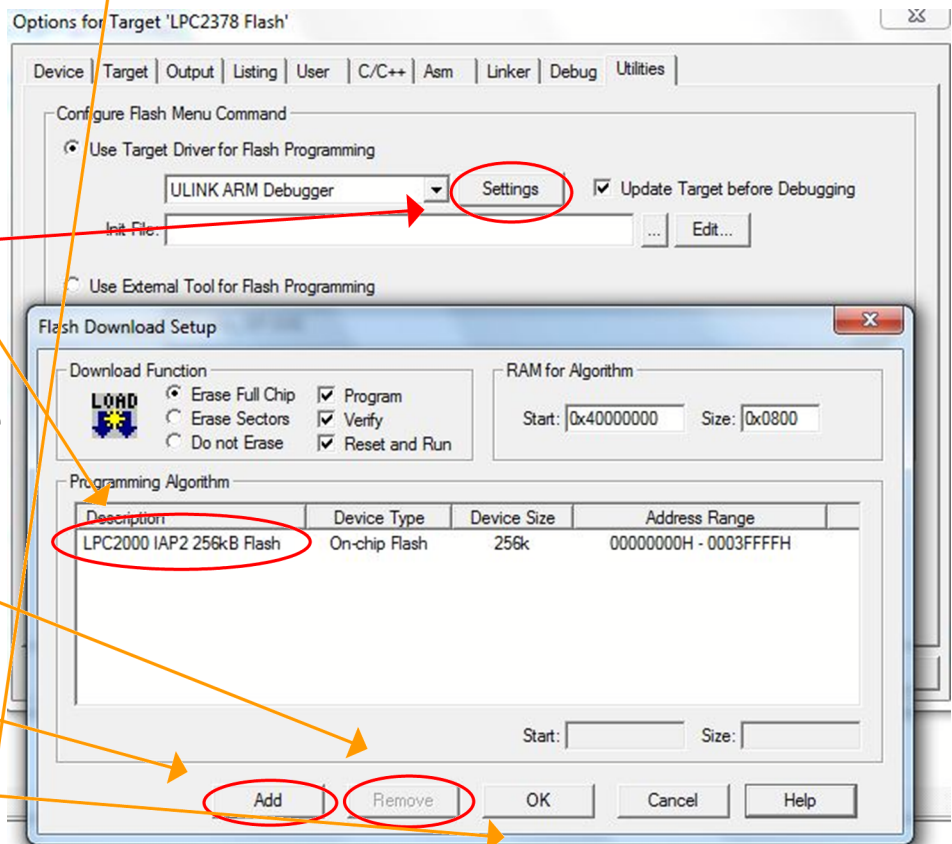 Options for Target 'LPC2378 Flash'
Device Target Output Listing User C/C++ Asm Linker Debug Utilities
Configure Flash Menu Command
Use Target Driver for Flash Programming
ULINK ARM Debugger Settings Update Target before Debugging
Init File: ... Edit...
Use External Tool for Flash Programming
Flash Download Setup
Download Function RAM for Algorithm
LOAD Erase Full Chip Program
Erase Sectors Verify Start: 0x40000000 Size: 0x0800
Do not Erase Reset and Run
Programming Algorithm
Description Device Type Device Size Address Range
LPC2000 IAP2 256kB Flash On-chip Flash 256k 00000000H - 0003FFFFH
Start: Size:
Add Remove OK Cancel Help